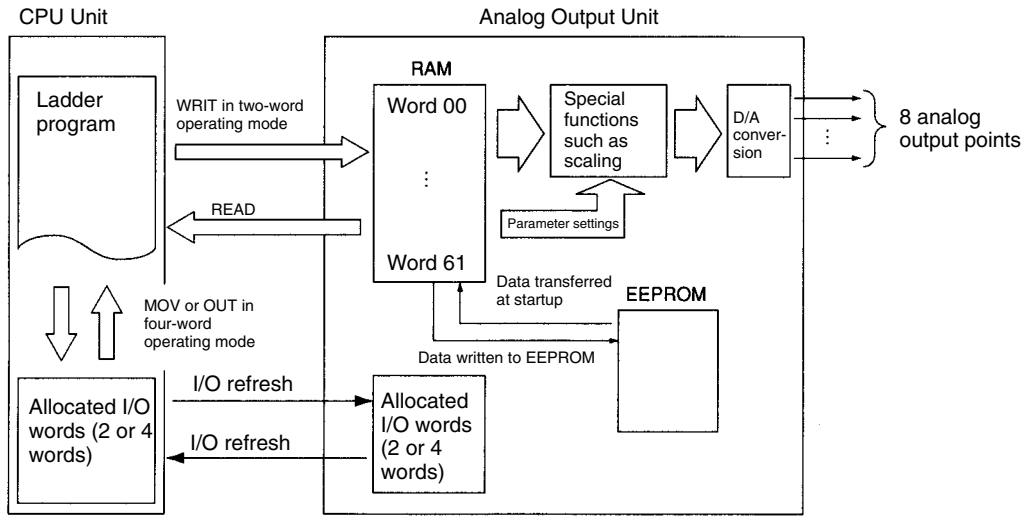 CPU Unit
Analog Output Unit
Ladder
program
WRIT in two-word
operating mode
READ
MOV or OUT in
four-word
operating mode
Allocated I/O
words (2 or 4
words)
I/O refresh
I/O refresh
RAM
Word 00
⋮
Word 61
Special
functions
such as
scaling
Parameter settings
D/A
conver-
sion
⋮
8 analog
output points
Data transferred
at startup
EEPROM
Data written to EEPROM
Allocated
I/O words
(2 or 4
words)